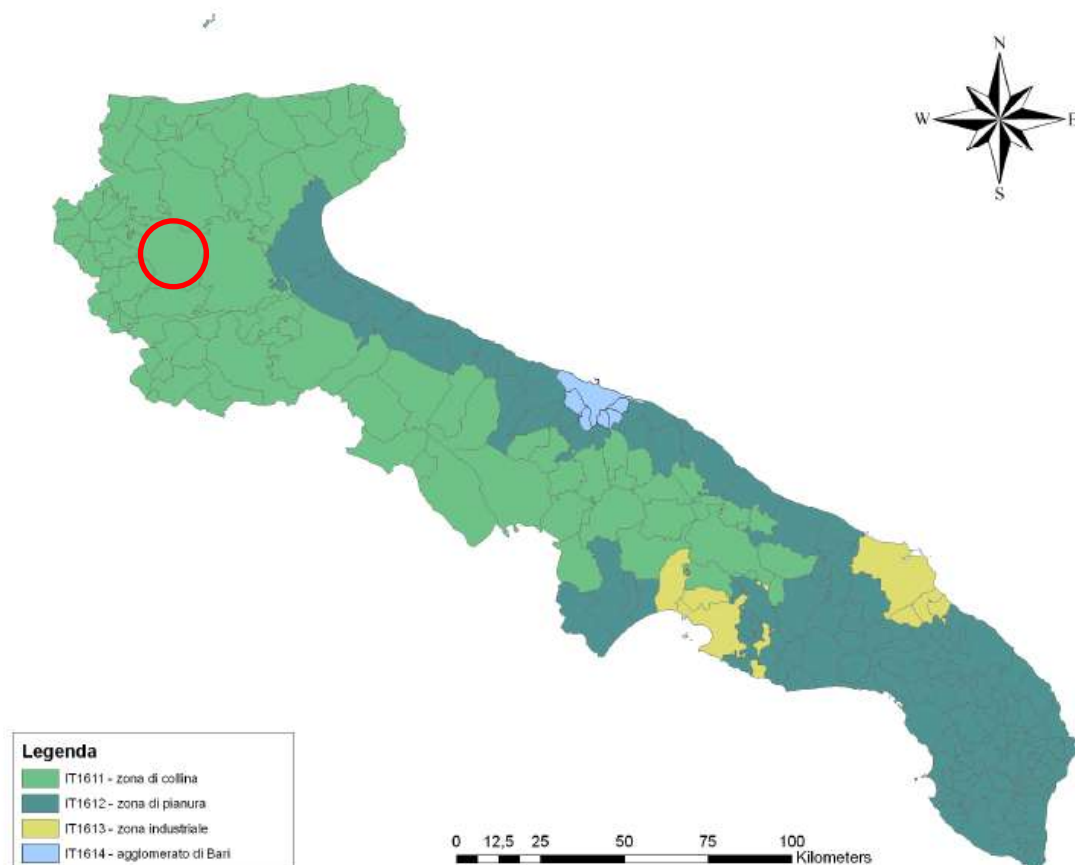 N
W
E
S
Legenda
IT1611 - zona di collina
IT1612 - zona di pianura
IT1613 - zona industriale
IT1614 - agglomerato di Bari
0 12,5 25 50 75 100
Kilometers